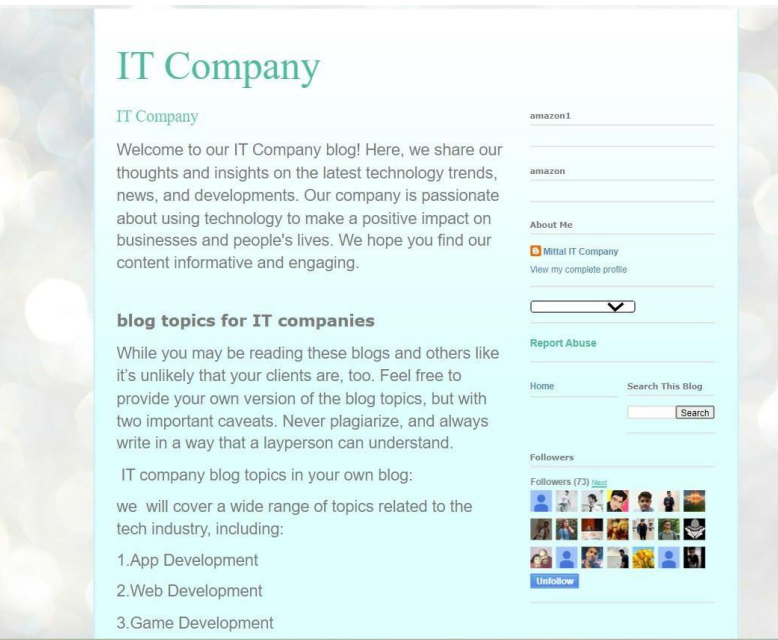 IT Company
IT Company
Welcome to our IT Company blog! Here, we share our
thoughts and insights on the latest technology trends,
news, and developments. Our company is passionate
about using technology to make a positive impact on
businesses and people's lives. We hope you find our
content informative and engaging.
blog topics for IT companies
While you may be reading these blogs and others like
it’s unlikely that your clients are, too. Feel free to
provide your own version of the blog topics, but with
two important caveats. Never plagiarize, and always
write in a way that a layperson can understand.
IT company blog topics in your own blog:
we  will cover a wide range of topics related to the
tech industry, including:
1.App Development
2.Web Development
3.Game Development
amazon1
amazon
About Me
Mittal IT Company
View my complete profile
Report Abuse
Home
Search This Blog
Search
Followers
Followers (73) Next
Unfollow